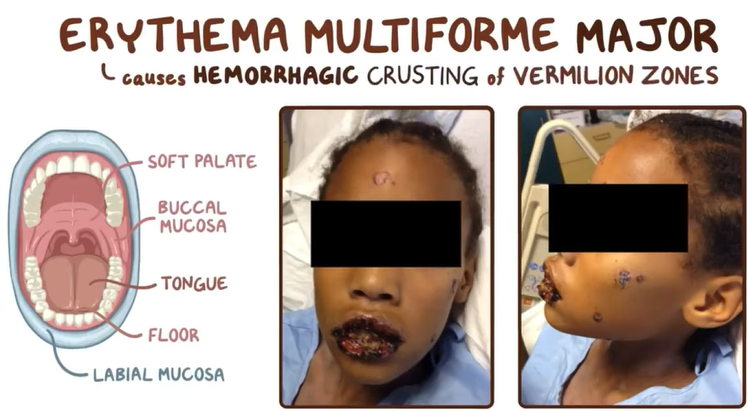 ERYTHEMA MULTIFORME MAJOR
causes HEMORRHAGIC CRUSTING of VERMILION ZONES
SOFT PALATE
BUCCAL
MUCOSA
TONGUE
FLOOR
LABIAL MUCOSA